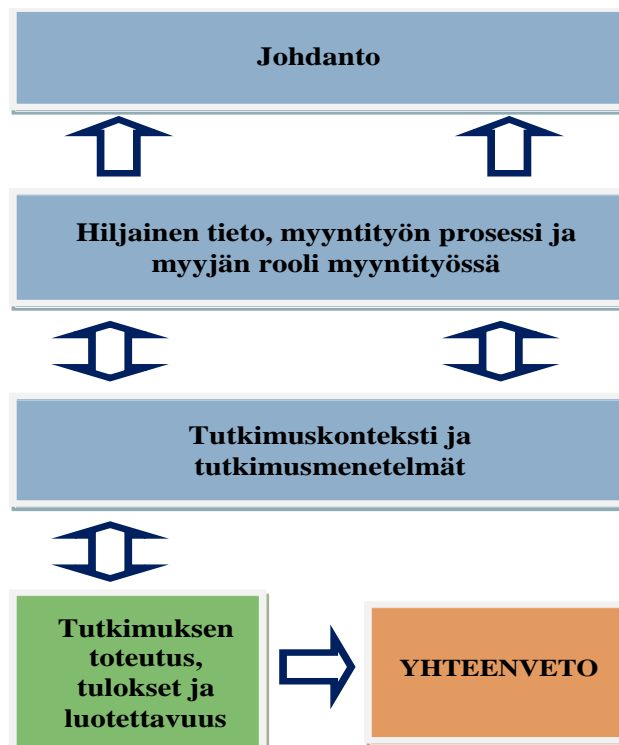 Johdanto
Hiljainen tieto, myyntityön prosessi ja
myyjän rooli myyntityössä
Tutkimuskonteksti ja
tutkimusmenetelmät
Tutkimuksen
toteutus,
tulokset ja
luotettavuus
YHTEENVETO